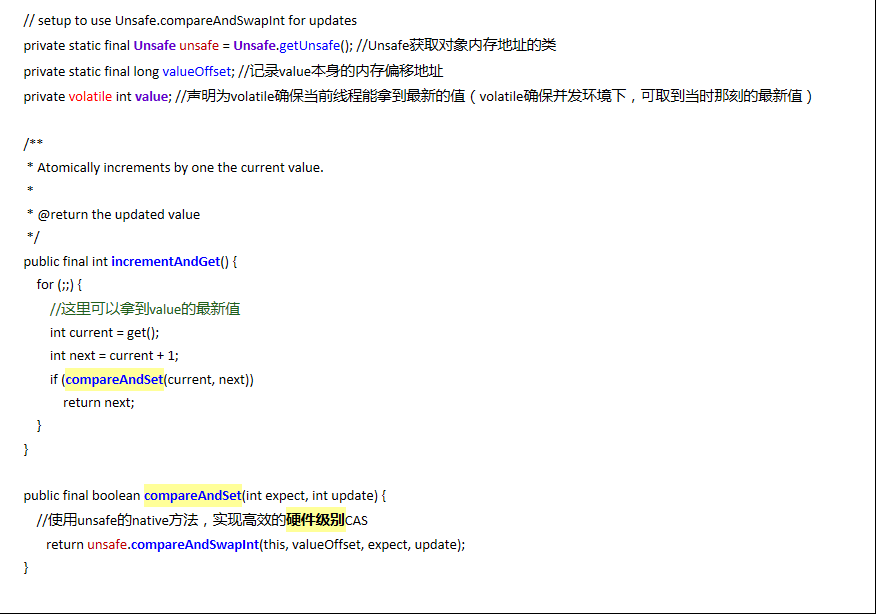 // setup to use Unsafe.compareAndSwapInt for updates
private static final Unsafe unsafe = Unsafe.getUnsafe(); //Unsafe获取对象内存地址的类
private static final long valueOffset; //记录value本身的内存偏移地址
private volatile int value; //声明为volatile确保当前线程能拿到最新的值（volatile确保并发环境下，可取到当时那刻的最新值）
/**
* Atomically increments by one the current value.
*
* @return the updated value
*/
public final int incrementAndGet() {
for (;;) {
//这里可以拿到value的最新值
int current = get();
int next = current + 1;
if (compareAndSet(current, next))
return next;
}
}
public final boolean compareAndSet(int expect, int update) {
//使用unsafe的native方法，实现高效的硬件级别CAS
return unsafe.compareAndSwapInt(this, valueOffset, expect, update);
}